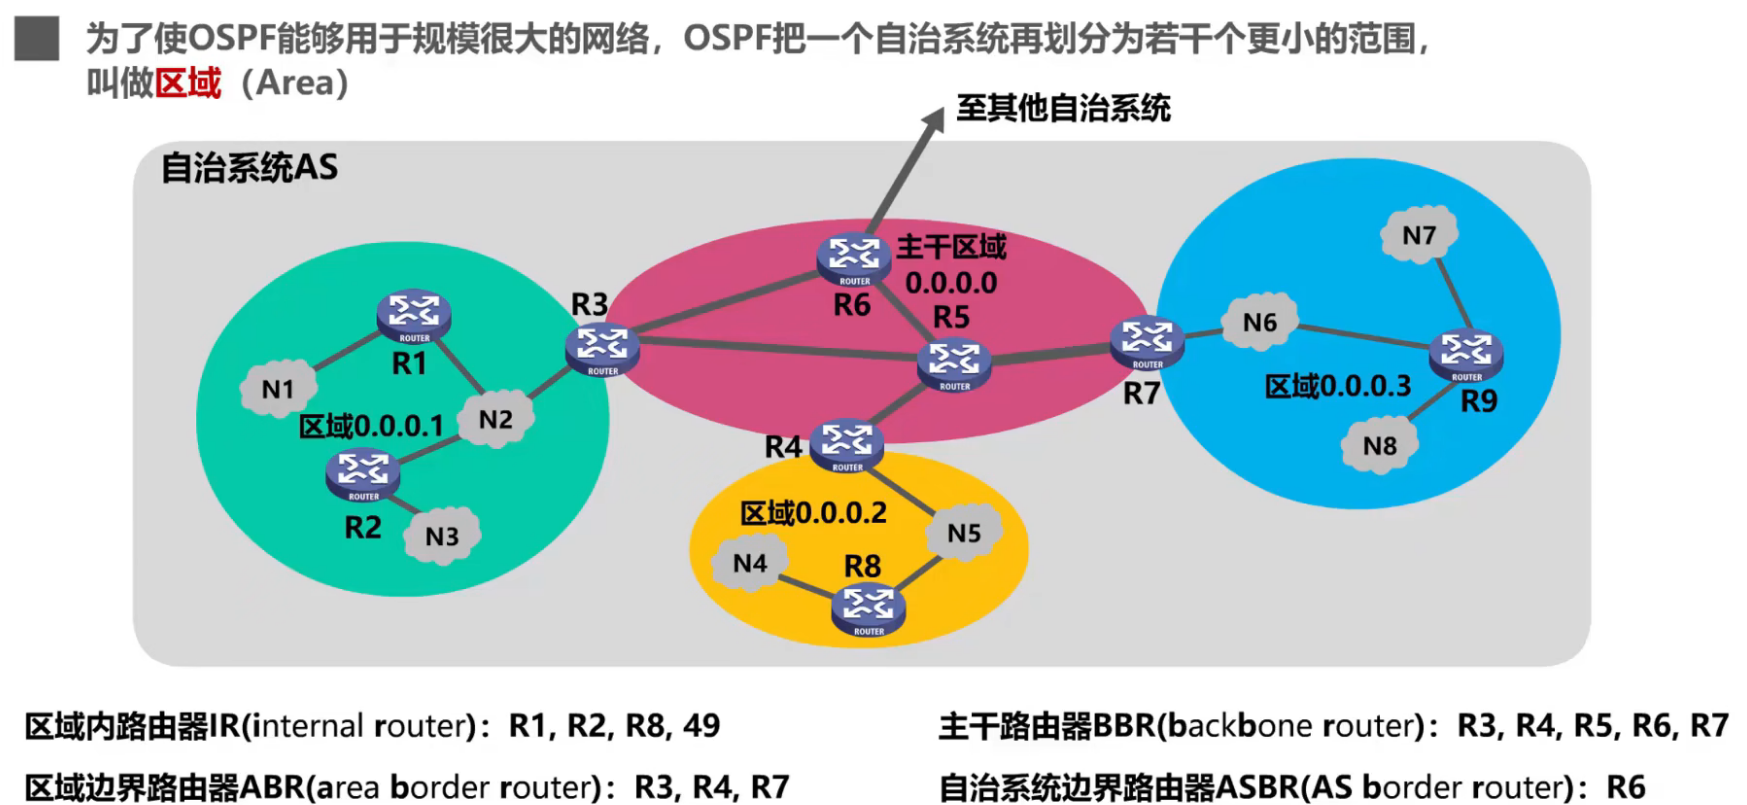 为了使OSPF能够用于规模很大的网络，OSPF把一个自治系统再划分为若干个更小的范围，
叫做区域（Area）
至其他自治系统
自治系统AS
主干区域
0.0.0.0
ROUTER
R6
R5
ROUTER
R3
ROUTER
ROUTER
R7
ROUTER
R1
N1
N2
区域0.0.0.1
ROUTER
R2
N3
N7
N6
ROUTER
区域0.0.0.3
R9
N8
R4
ROUTER
区域0.0.0.2
N5
N4
R8
ROUTER
区域内路由器IR(internal router)：R1, R2, R8, 49
主干路由器BBR(backbone router)：R3, R4, R5, R6, R7
区域边界路由器ABR(area border router)：R3, R4, R7
自治系统边界路由器ASBR(AS border router)：R6